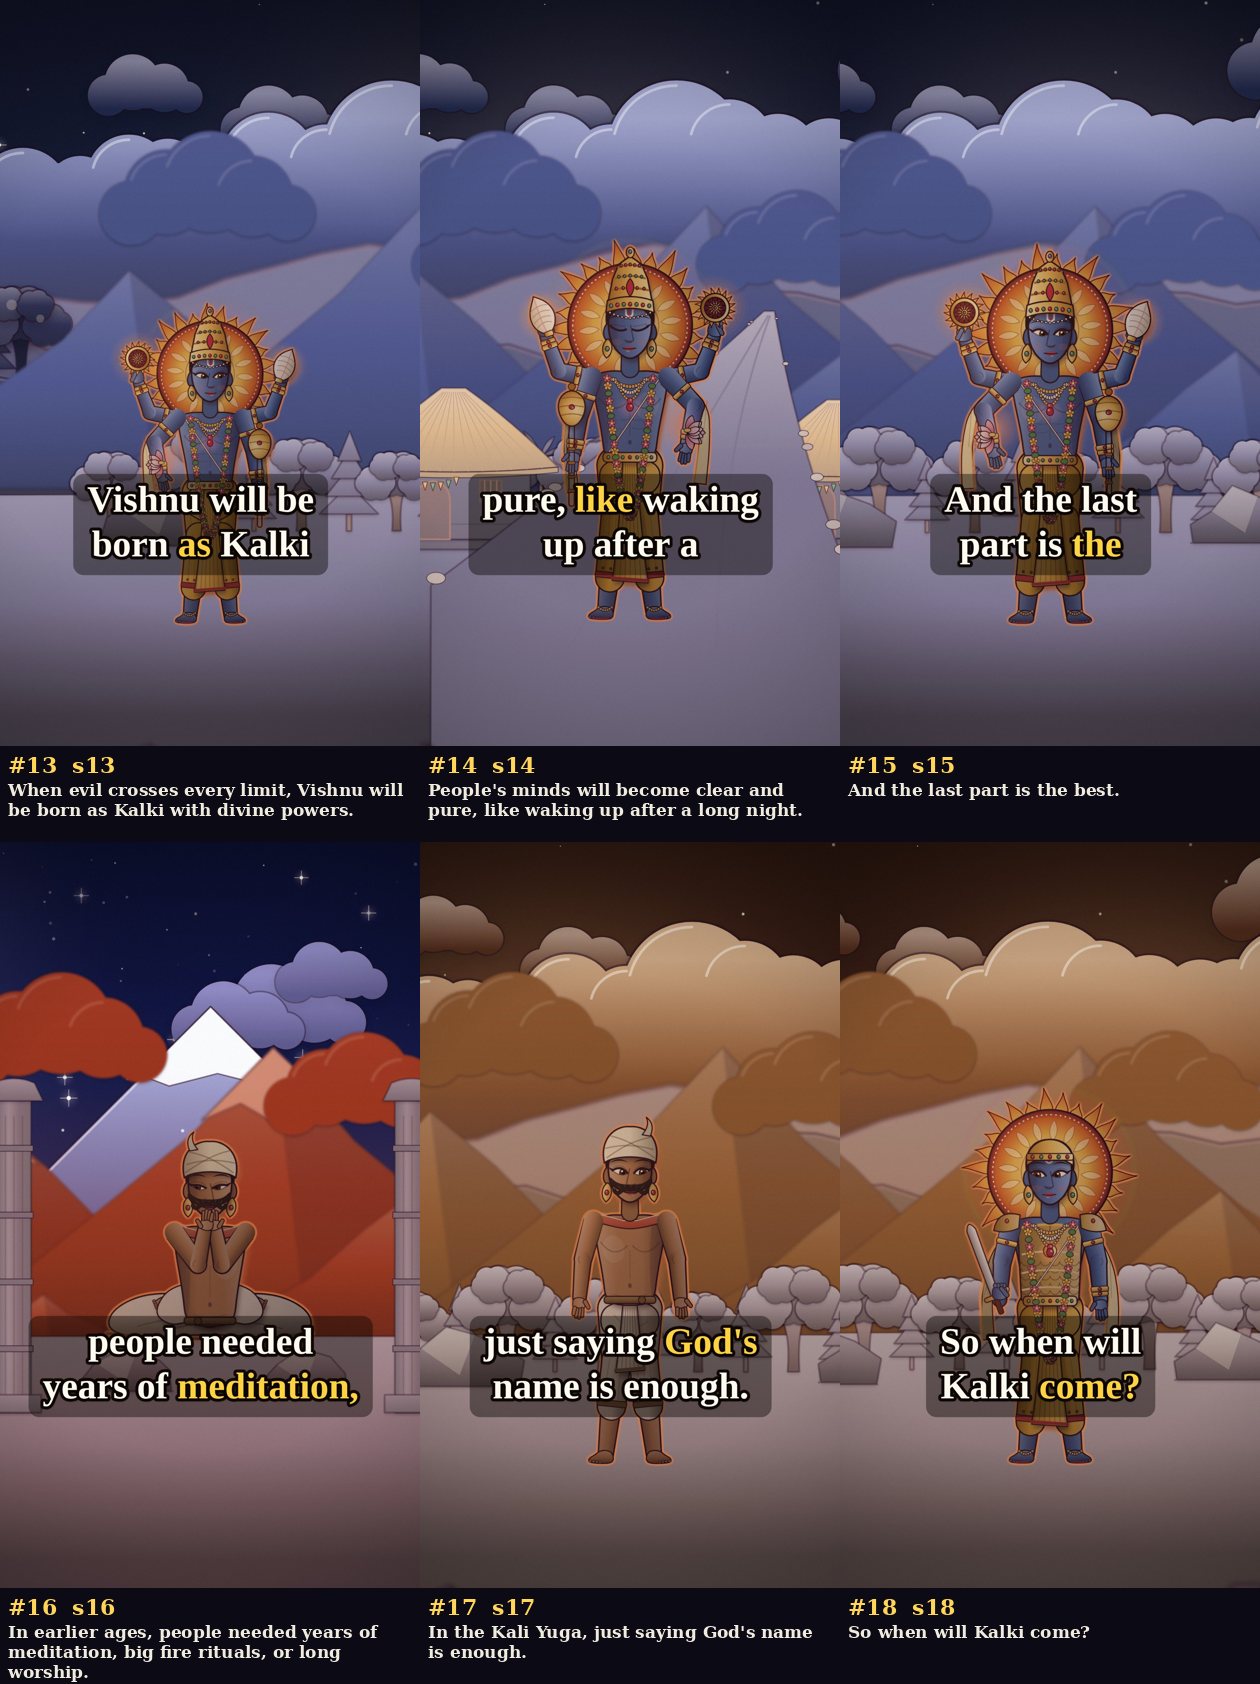 Vishnu will be
born as Kalki
#13 s13
When evil crosses every limit, Vishnu will
be born as Kalki with divine powers.
pure, like waking
up after a
#14 s14
People's minds will become clear and
pure, like waking up after a long night.
And the last
part is the
#15 s15
And the last part is the best.
people needed
years of meditation,
#16 s16
In earlier ages, people needed years of
meditation, big fire rituals, or long
worship.
just saying God's
name is enough.
#17 s17
In the Kali Yuga, just saying God's name
is enough.
So when will
Kalki come?
#18 s18
So when will Kalki come?